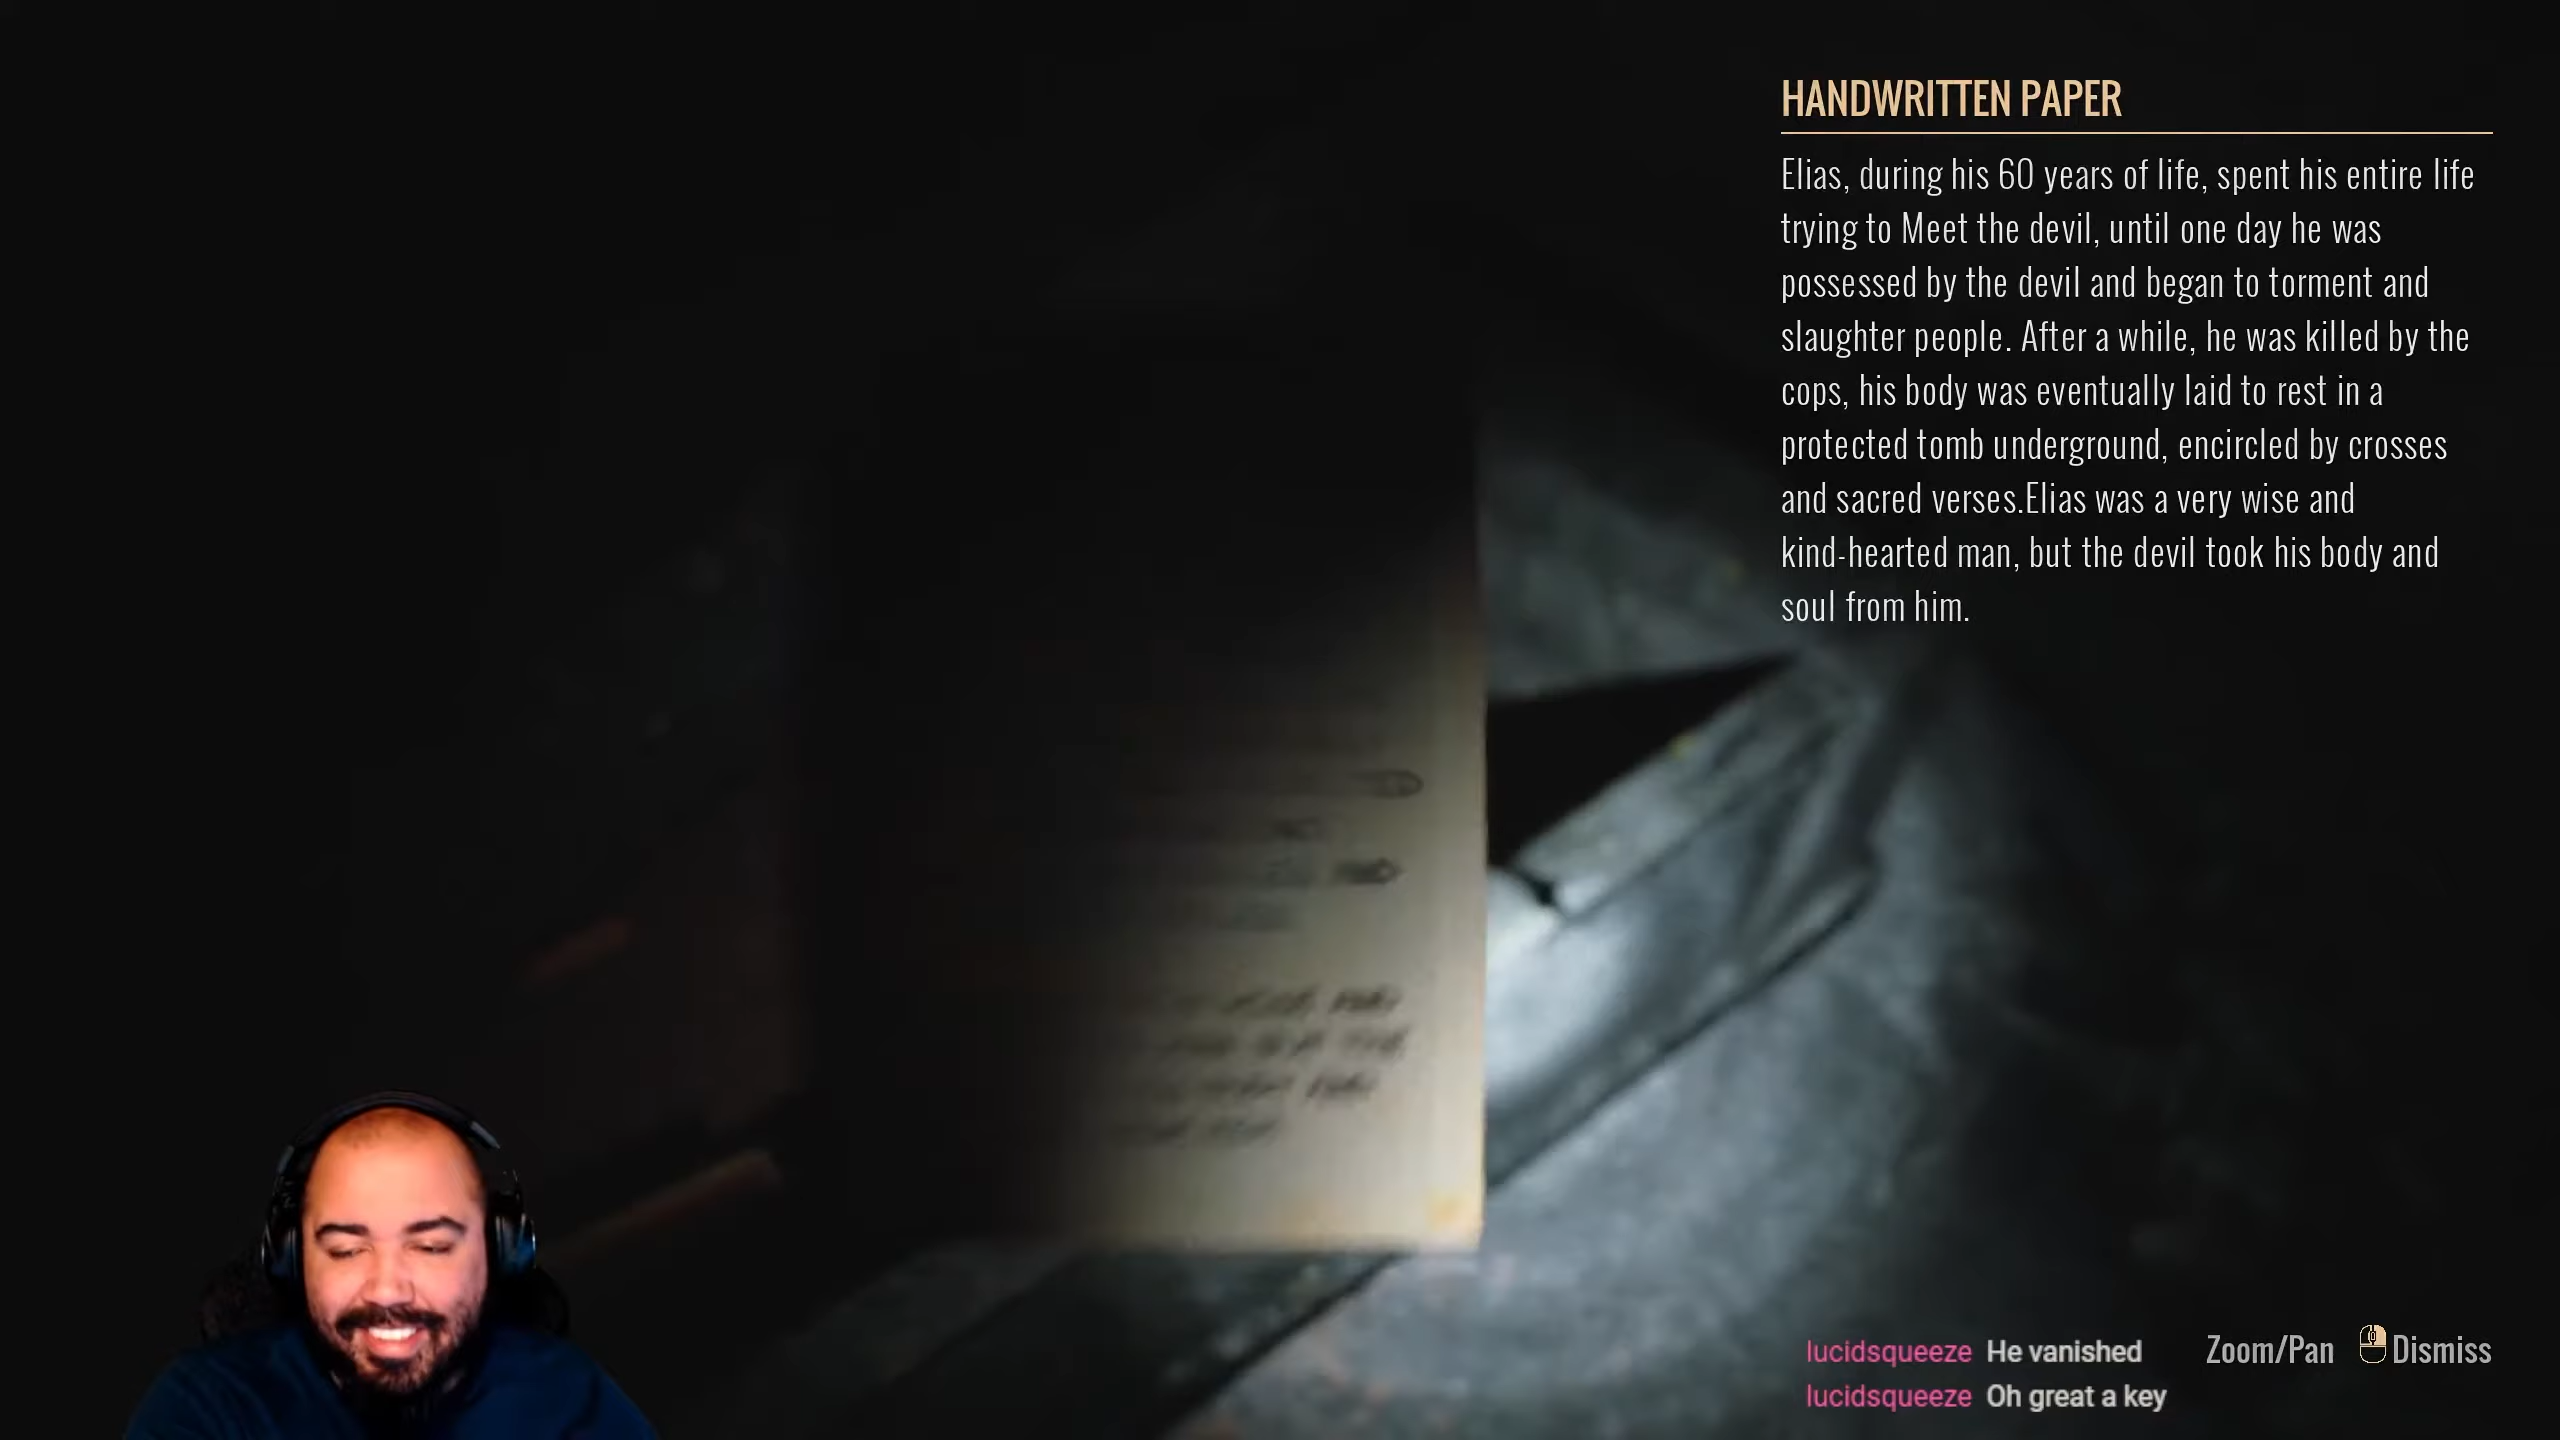 HANDWRITTEN PAPER
Elias, during his 60 years of life, spent his entire life
trying to Meet the devil, until one day he was
possessed by the devil and began to torment and
slaughter people. After a while, he was killed by the
cops, his body was eventually laid to rest in a
protected tomb underground, encircled by crosses
and sacred verses.Elias was a very wise and
kind-hearted man, but the devil took his body and
soul from him.
lucidsqueeze He vanished
lucidsqueeze Oh great a key
Zoom/Pan Dismiss